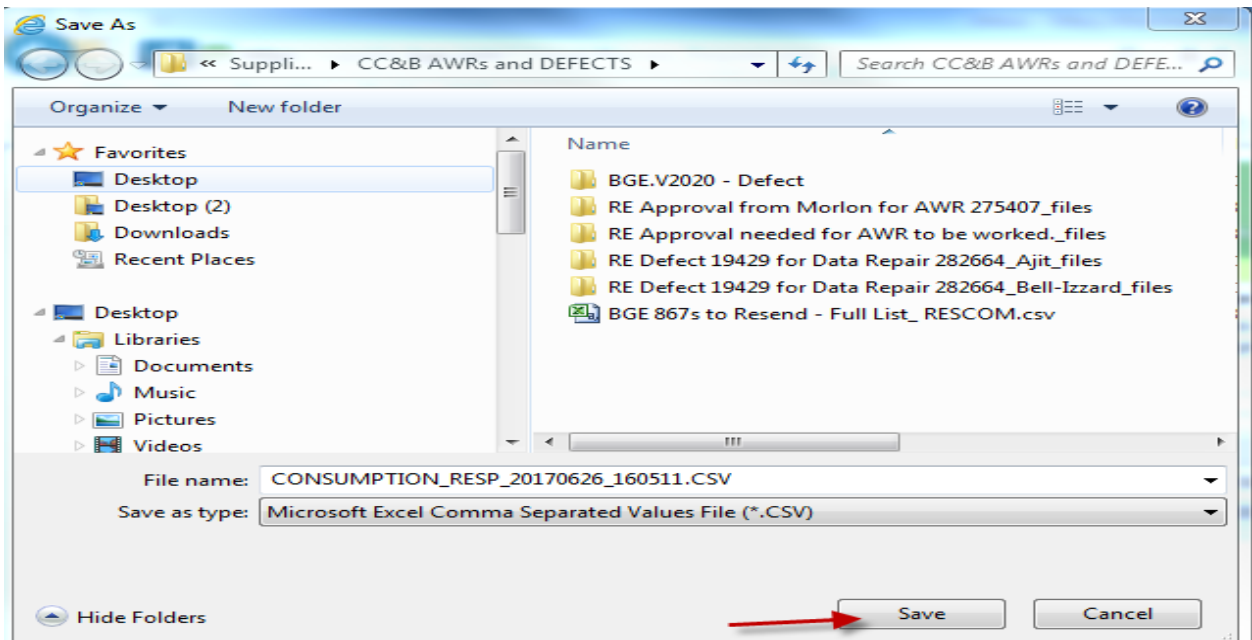 Save As
« Suppli... CC&B AWRs and DEFECTS Search CC&B AWRs and DEFE...
Organize New folder
Favorites
Desktop
Desktop (2)
Downloads
Recent Places
Desktop
Libraries
Documents
Music
Pictures
Videos
Name
BGE.V2020 - Defect
RE Approval from Morlon for AWR 275407_files
RE Approval needed for AWR to be worked._files
RE Defect 19429 for Data Repair 282664_Ajit_files
RE Defect 19429 for Data Repair 282664_Bell-Izzard_files
BGE 867s to Resend - Full List_ RESCOM.csv
File name: CONSUMPTION_RESP_20170626_160511.CSV
Save as type: Microsoft Excel Comma Separated Values File (*.CSV)
Hide Folders Save Cancel